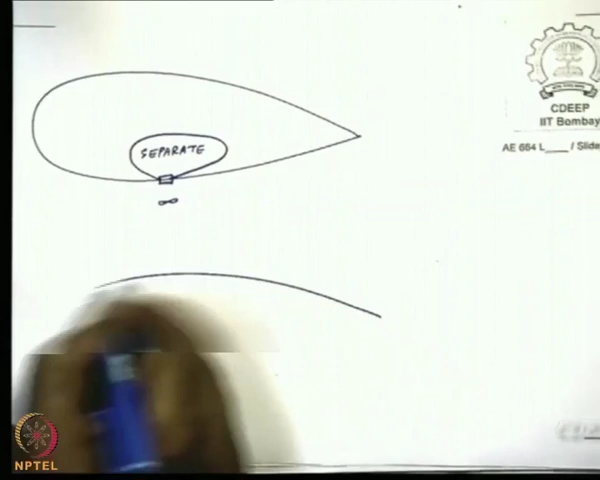 SEPARATE
CDEEP
IIT Bombay
AE 664 L____ / Slide
NPTEL